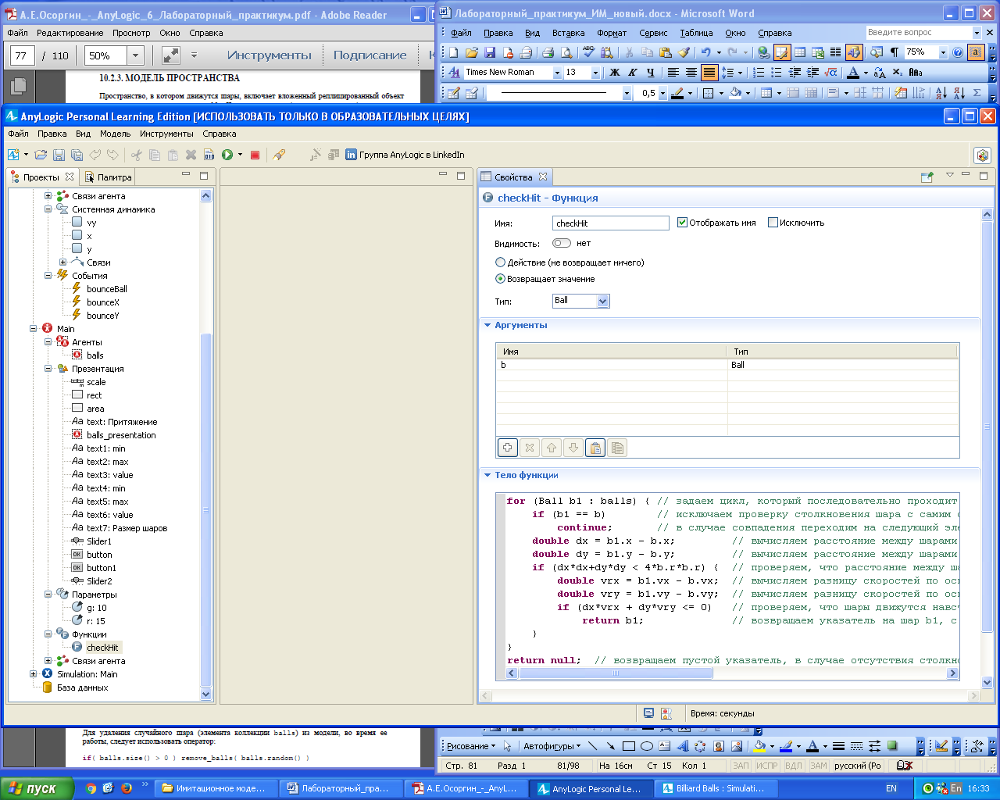 А.Е.Осоргин_-_AnyLogic_6_Лабораторный_практикум.pdf - Adobe Reader
Файл Редактирование Просмотр Окно Справка
77 / 110 50% Инструменты Подписание
10.2.3. МОДЕЛЬ ПРОСТРАНСТВА
Пространство, в котором движутся шары, включает вложенный реплицированный объект
Лабораторный_практикум_ИМ_новый.docx - Microsoft Word
Файл Правка Вид Вставка Формат Сервис Таблица Окно Справка Введите вопрос
75%
Times New Roman 13 Ж К Ч
0,5
AnyLogic Personal Learning Edition [ИСПОЛЬЗОВАТЬ ТОЛЬКО В ОБРАЗОВАТЕЛЬНЫХ ЦЕЛЯХ]
Файл Правка Вид Модель Инструменты Справка
Группа AnyLogic в LinkedIn
Проекты Палитра
Связи агента
Системная динамика
vy
x
y
Связи
События
bounceBall
bounceX
bounceY
Main
Агенты
balls
Презентация
scale
rect
area
text: Притяжение
balls_presentation
text1: min
text2: max
text3: value
text4: min
text5: max
text6: value
text7: Размер шаров
Slider1
button
button1
Slider2
Параметры
g: 10
r: 15
Функции
checkHit
Связи агента
Simulation: Main
База данных
Свойства
checkHit - Функция
Имя: checkHit Отображать имя Исключить
Видимость: нет
Действие (не возвращает ничего)
Возвращает значение
Тип: Ball
Аргументы
Имя Тип
b Ball
Тело функции
for (Ball b1 : balls) { // задаем цикл, который последовательно проходит
if (b1 == b) // исключаем проверку столкновения шара с самим
continue; // в случае совпадения переходим на следующий эле
double dx = b1.x - b.x; // вычисляем расстояние между шарами
double dy = b1.y - b.y; // вычисляем расстояние между шарами
if (dx*dx+dy*dy < 4*b.r*b.r) { // проверяем, что расстояние между ша
double vrx = b1.vx - b.vx; // вычисляем разницу скоростей по оси
double vry = b1.vy - b.vy; // вычисляем разницу скоростей по оси
if (dx*vrx + dy*vry <= 0) // проверяем, что шары движутся навст
return b1; // возвращаем указатель на шар b1, с
}
}
return null; // возвращаем пустой указатель, в случае отсутствия столкн
Время: секунды
Для удаления случайного шара (элемента коллекции balls) из модели, во время ее
работы, следует использовать оператор:
if( balls.size() > 0 ) remove_balls( balls.random() )
Рисование Автофигуры
Стр. 81 Разд 1 81/98 На 16см Ст 15 Кол 1 ЗАП ИСПР ВДЛ ЗАМ русский (Ро
пуск Имитационное моде... Лабораторный_пра... А.Е.Осоргин_-_AnyL... AnyLogic Personal Le... Billiard Balls : Simulati... EN En 16:33